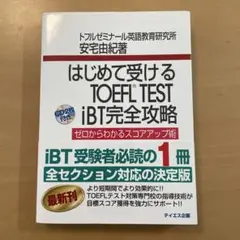 トフルゼミナール英語教育研究所
安宅由紀著
はじめて受ける
TOEFL® TEST
iBT完全攻略
CD2枚付き
ゼロからわかるスコアアップ術
iBT受験者必読の1冊
全セクション対応の決定版
最新刊
より短期間でより効果的に!!
TOEFLテスト対策専門校の指導技術が
目標スコア獲得を強力にサポート!!
テイエス企画